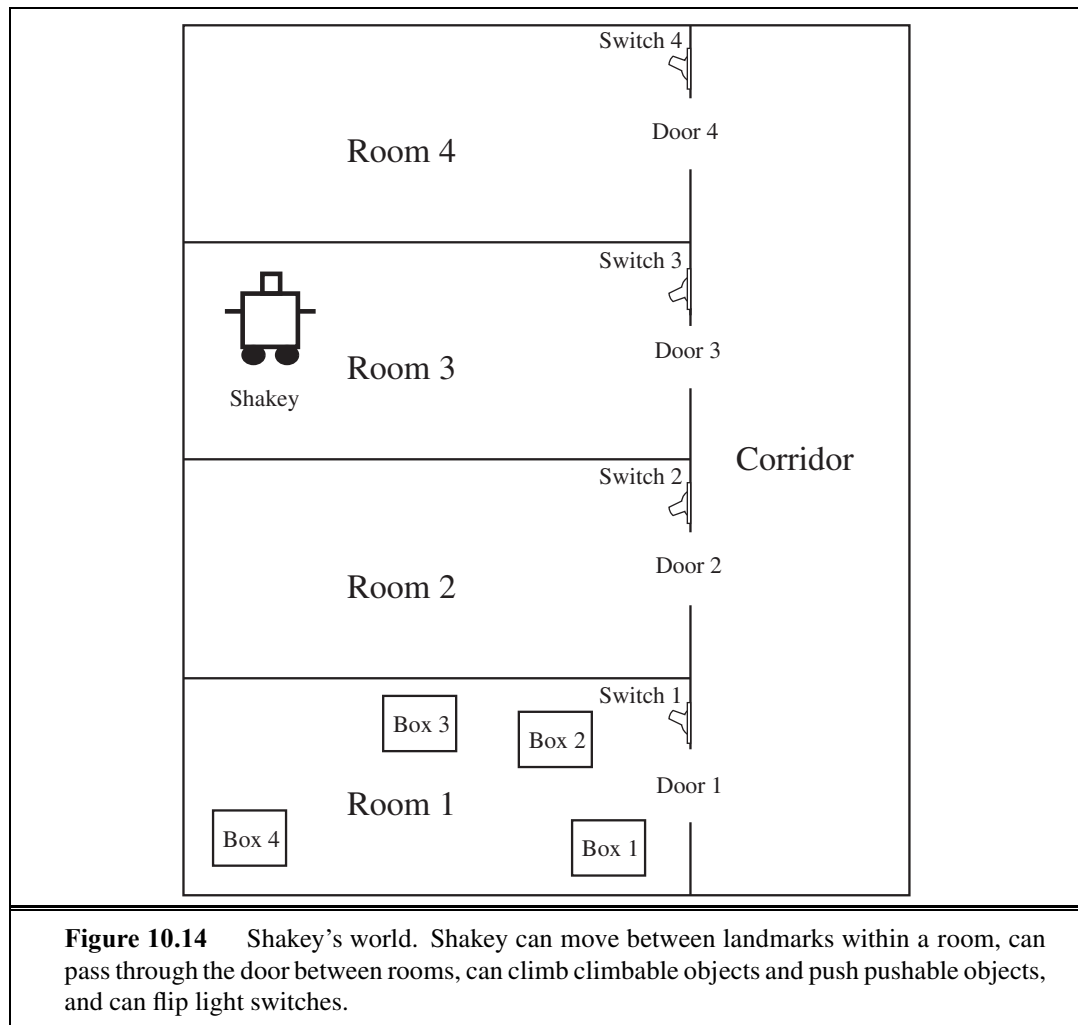 Switch 4
Door 4
Room 4
Switch 3
Door 3
Room 3
Shakey
Corridor
Switch 2
Door 2
Room 2
Switch 1
Box 3
Box 2
Door 1
Room 1
Box 4
Box 1
Figure 10.14 Shakey's world. Shakey can move between landmarks within a room, can
pass through the door between rooms, can climb climbable objects and push pushable objects,
and can flip light switches.